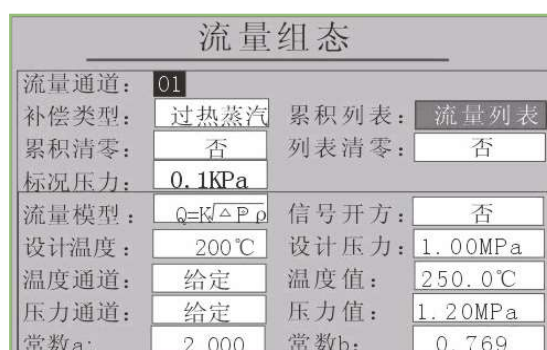 流量组态
流量通道： 01
补偿类型： 过热蒸汽 累积列表： 流量列表
累积清零： 否 列表清零： 否
标况压力： 0.1KPa
流量模型： Q=K√△Pρ 信号开方： 否
设计温度： 200℃ 设计压力： 1.00MPa
温度通道： 给定 温度值： 250.0℃
压力通道： 给定 压力值： 1.20MPa
常数a: 2.000 常数b: 0.769